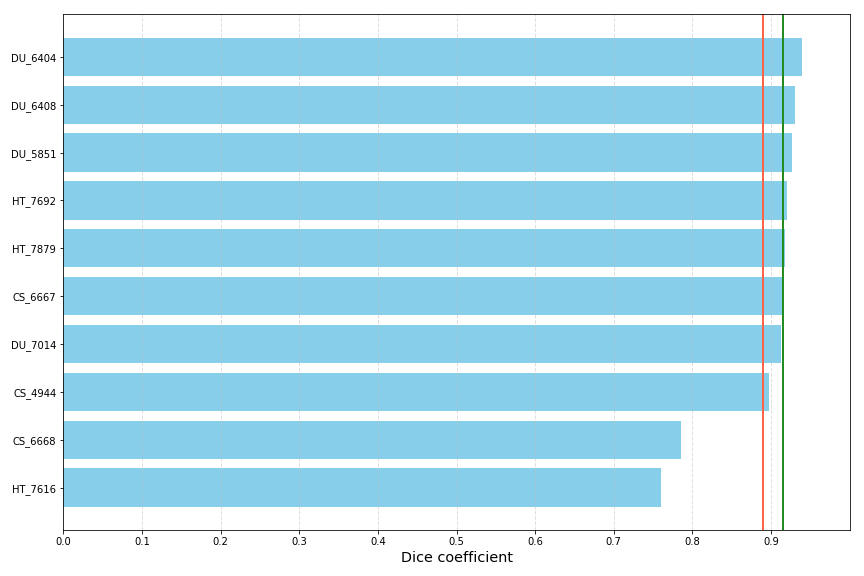 DU_6404
DU_6408
DU_5851
HT_7692
HT_7879
CS_6667
DU_7014
CS_4944
CS_6668
HT_7616
0.0 0.1 0.2 0.3 0.4 0.5 0.6 0.7 0.8 0.9
Dice coefficient